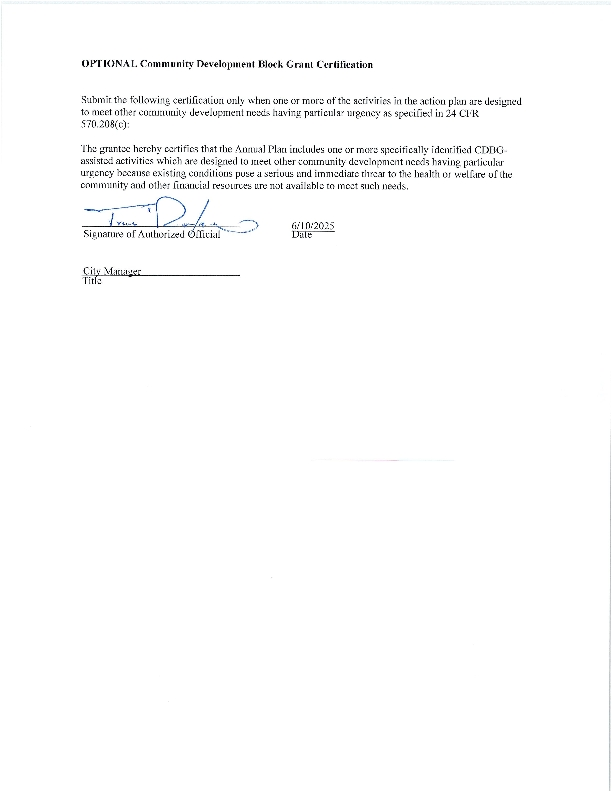 OPTIONAL Community Development Block Grant Certification
Submit the following certification only when one or more of the activities in the action plan are designed
to meet other community development needs having particular urgency as specified in 24 CFR
570.208(c):
The grantee hereby certifies that the Annual Plan includes one or more specifically identified CDBG-
assisted activities which are designed to meet other community development needs having particular
urgency because existing conditions pose a serious and immediate threat to the health or welfare of the
community and other financial resources are not available to meet such needs.
6/10/2025
Signature of Authorized Official Date
City Manager
Title